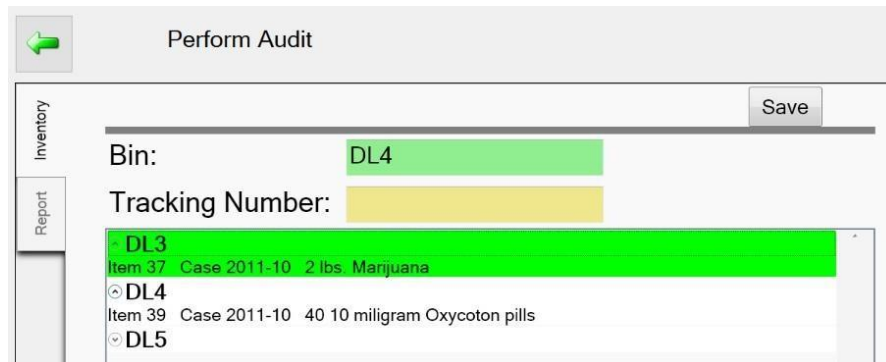 Perform Audit
Save
Inventory
Bin: DL4
Report
Tracking Number:
DL3
Item 37 Case 2011-10 2 lbs. Marijuana
DL4
Item 39 Case 2011-10 40 10 miligram Oxycoton pills
DL5